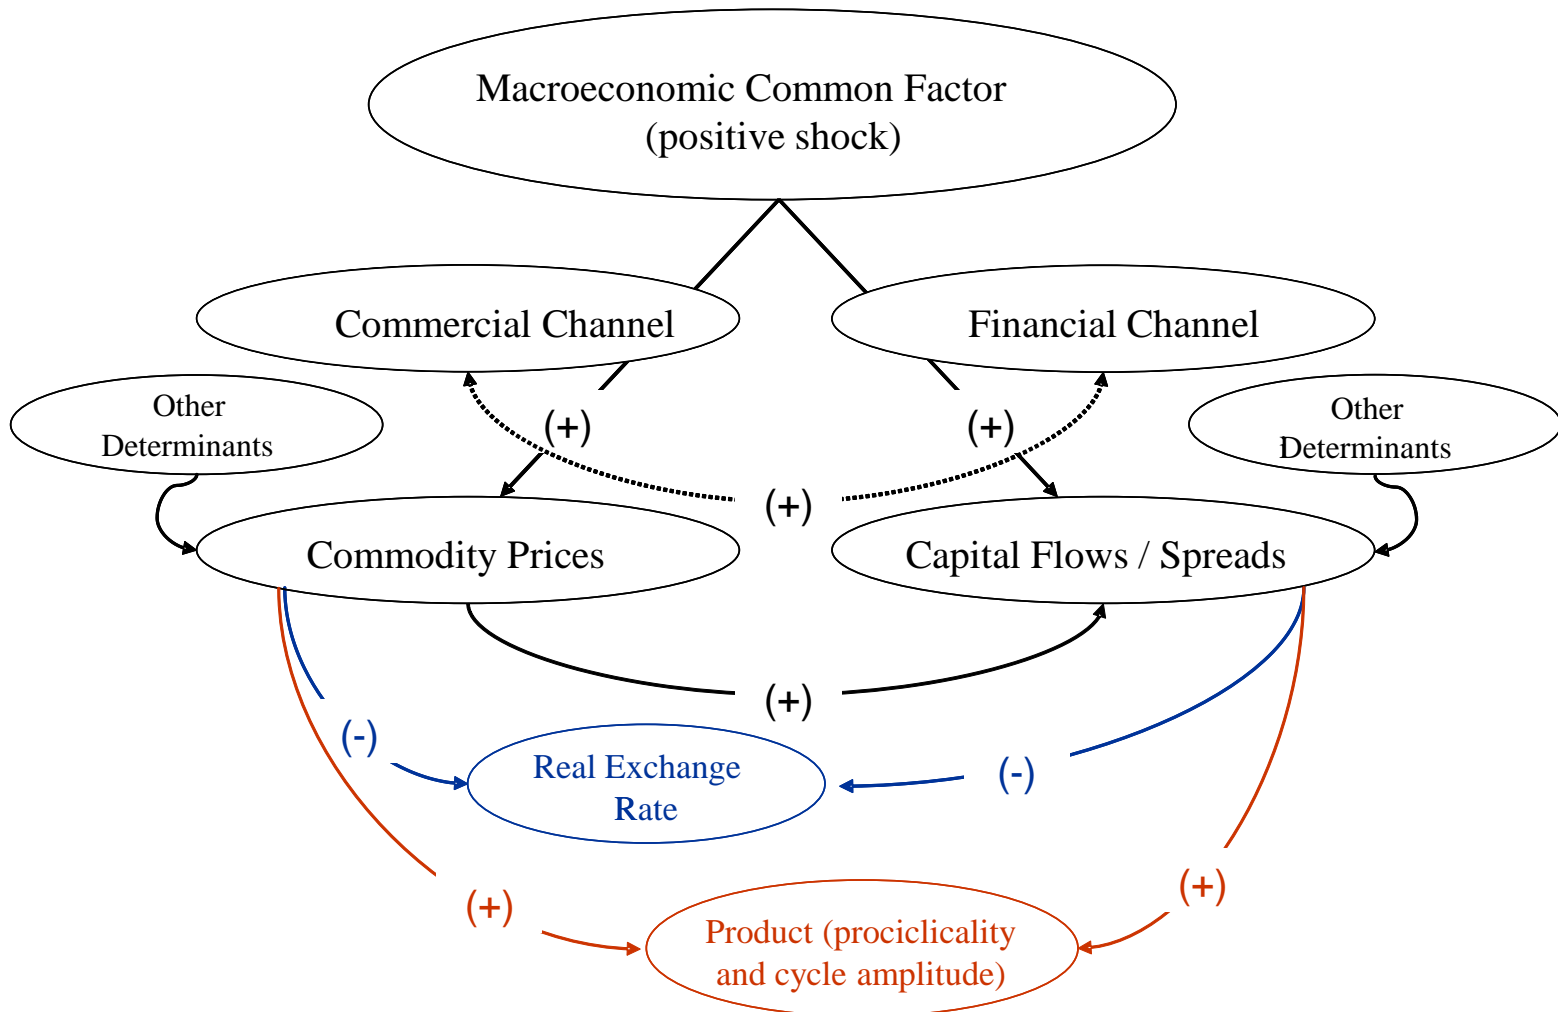 Macroeconomic Common Factor
(positive shock)
Commercial Channel
Financial Channel
Other
Determinants
(+)
(+)
Other
Determinants
(+)
Commodity Prices
Capital Flows / Spreads
(+)
(-)
Real Exchange
Rate
(-)
(+)
(+)
Product (prociclicality
and cycle amplitude)